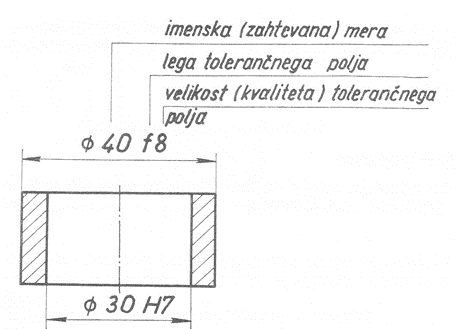 imenska (zahtevana) mera
lega tolerančnega polja
velikost (kvaliteta) tolerančnega
polja
ϕ 40 f8
ϕ 30 H7